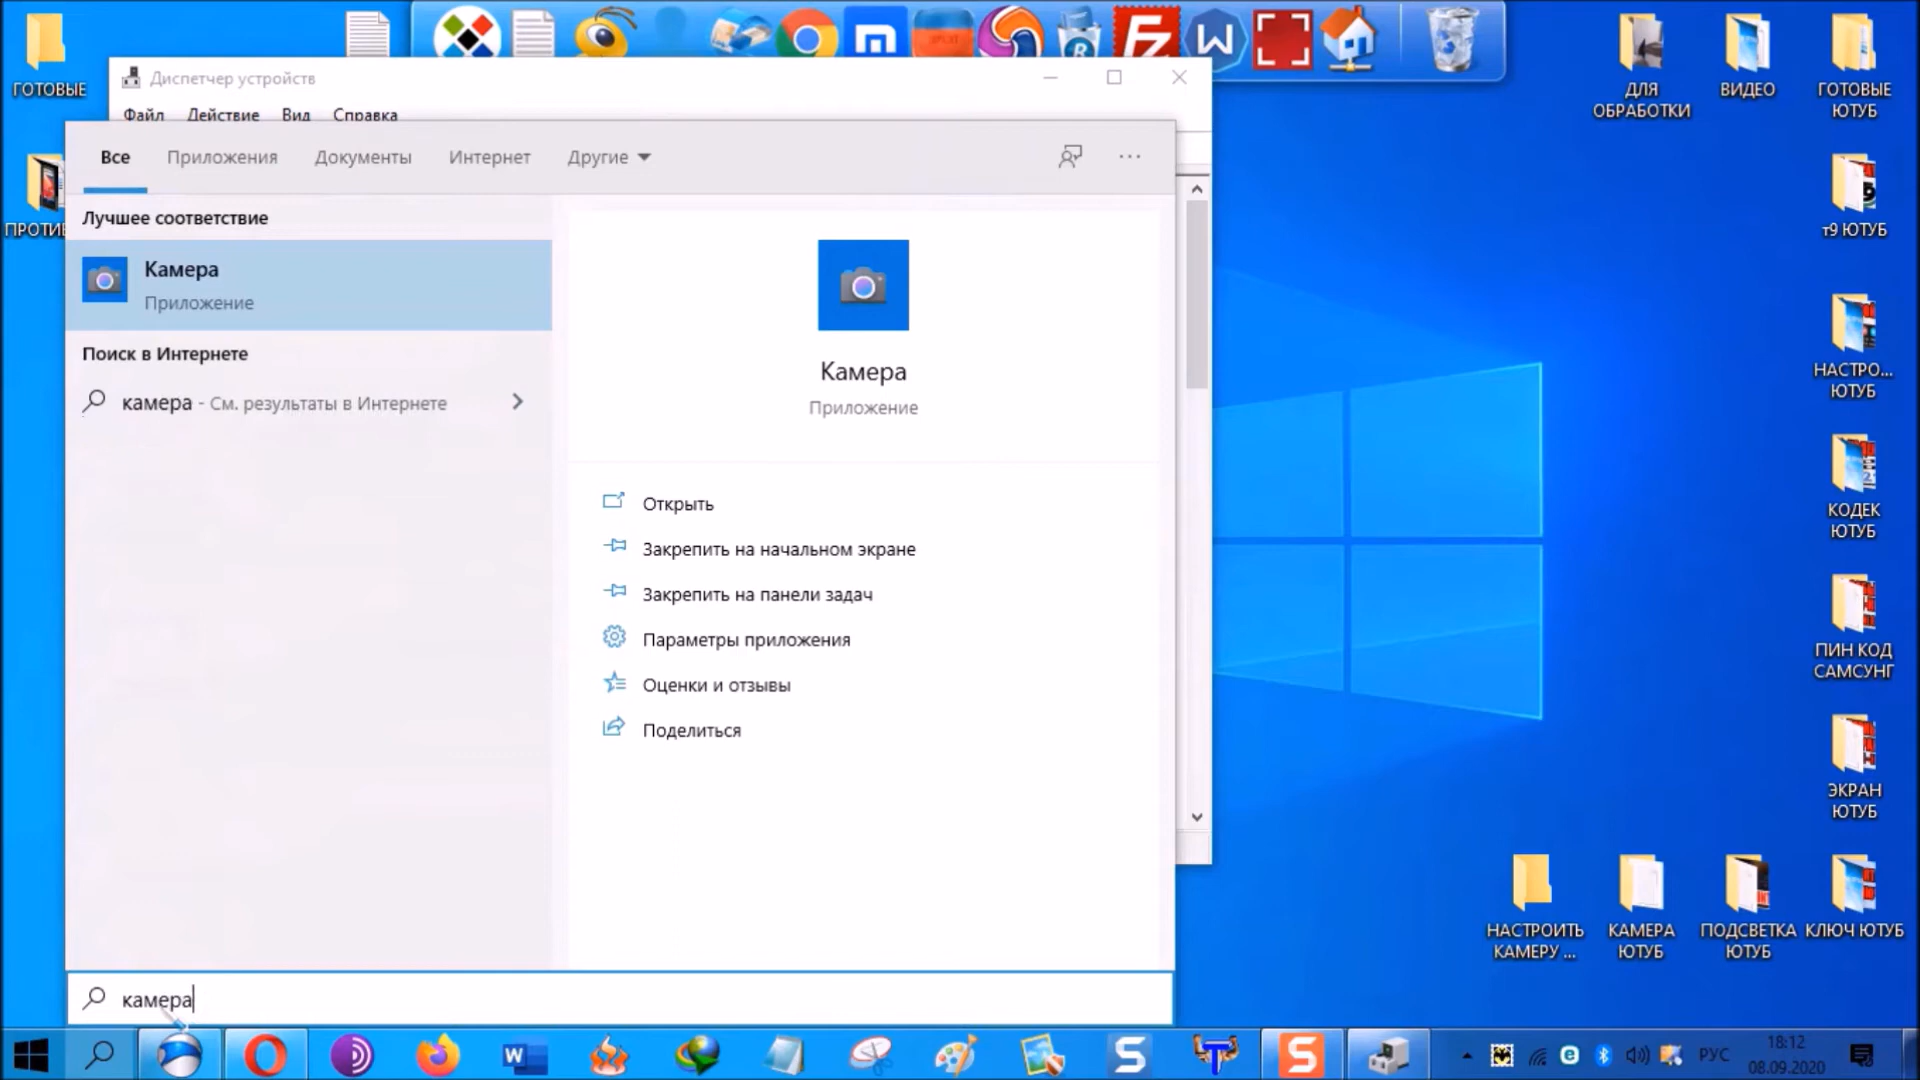 ГОТОВЫЕ
Диспетчер устройств
Файл Действие Вид Справка
Все Приложения Документы Интернет Другие
Лучшее соответствие
Камера
Приложение
Поиск в Интернете
камера - См. результаты в Интернете
Камера
Приложение
Открыть
Закрепить на начальном экране
Закрепить на панели задач
Параметры приложения
Оценки и отзывы
Поделиться
камера
ПРОТИВ
ДЛЯ
ОБРАБОТКИ
ВИДЕО
ГОТОВЫЕ
ЮТУБ
т9 ЮТУБ
НАСТРО...
ЮТУБ
КОДЕК
ЮТУБ
ПИН КОД
САМСУНГ
ЭКРАН
ЮТУБ
НАСТРОИТЬ
КАМЕРУ ...
КАМЕРА
ЮТУБ
ПОДСВЕТКА
ЮТУБ
КЛЮЧ ЮТУБ
РУС
18:12
08.09.2020